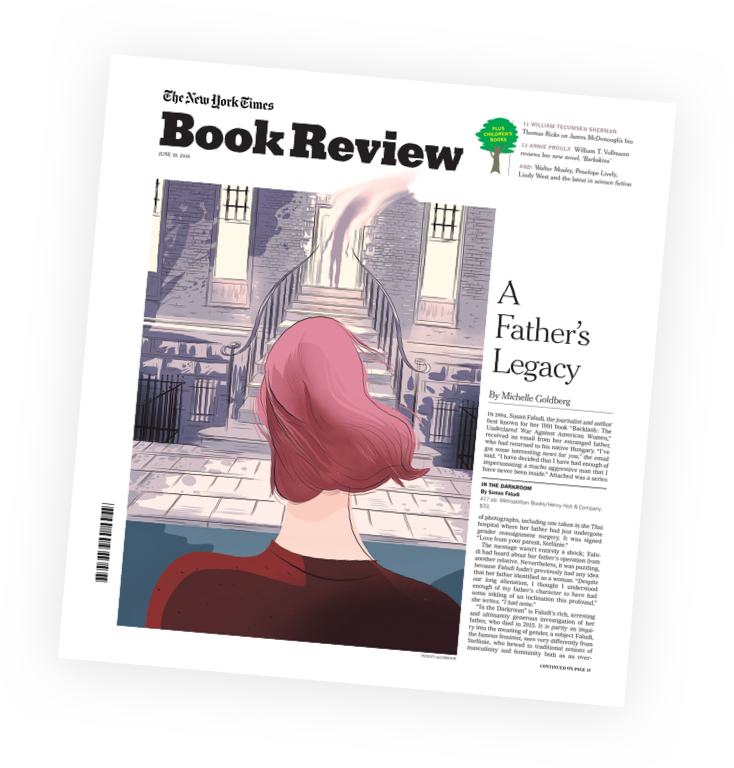 The New York Times
Book Review
JUNE 19, 2016
PLUS
CHILDREN'S
BOOKS
11 WILLIAM TECUMSEH SHERMAN
Thomas Ricks on James McDonough's bio
13 ANNIE PROULX William T. Vollmann
reviews her new novel, 'Barkskins'
AND: Walter Mosley, Penelope Lively,
Lindy West and the latest in science fiction
A
Father's
Legacy
By Michelle Goldberg
IN 2004, Susan Faludi, the journalist and author
best known for her 1991 book "Backlash: The
Undeclared War Against American Women,"
received an email from her estranged father,
who had returned to his native Hungary. "I've
got some interesting news for you," the email
said. "I have decided that I have had enough of
impersonating a macho aggressive man that I
have never been inside." Attached was a series
IN THE DARKROOM
By Susan Faludi
417 pp. Metropolitan Books/Henry Holt & Company.
$32.
of photographs, including one taken in the Thai
hospital where her father had just undergone
gender reassignment surgery. It was signed
"Love from your parent, Stefánie."
The message wasn't entirely a shock; Falu-
di had heard about her father's operation from
another relative. Nevertheless, it was puzzling,
because Faludi hadn't previously had any idea
that her father identified as a woman. "Despite
our long alienation, I thought I understood
enough of my father's character to have had
some inkling of an inclination this profound,"
she writes. "I had none."
"In the Darkroom" is Faludi's rich, arresting
and ultimately generous investigation of her
father, who died in 2015. It is partly an inqui-
ry into the meaning of gender, a subject Faludi,
the famous feminist, sees very differently from
Stefánie, who hewed to traditional notions of
masculinity and femininity both as an over-
CONTINUED ON PAGE 15